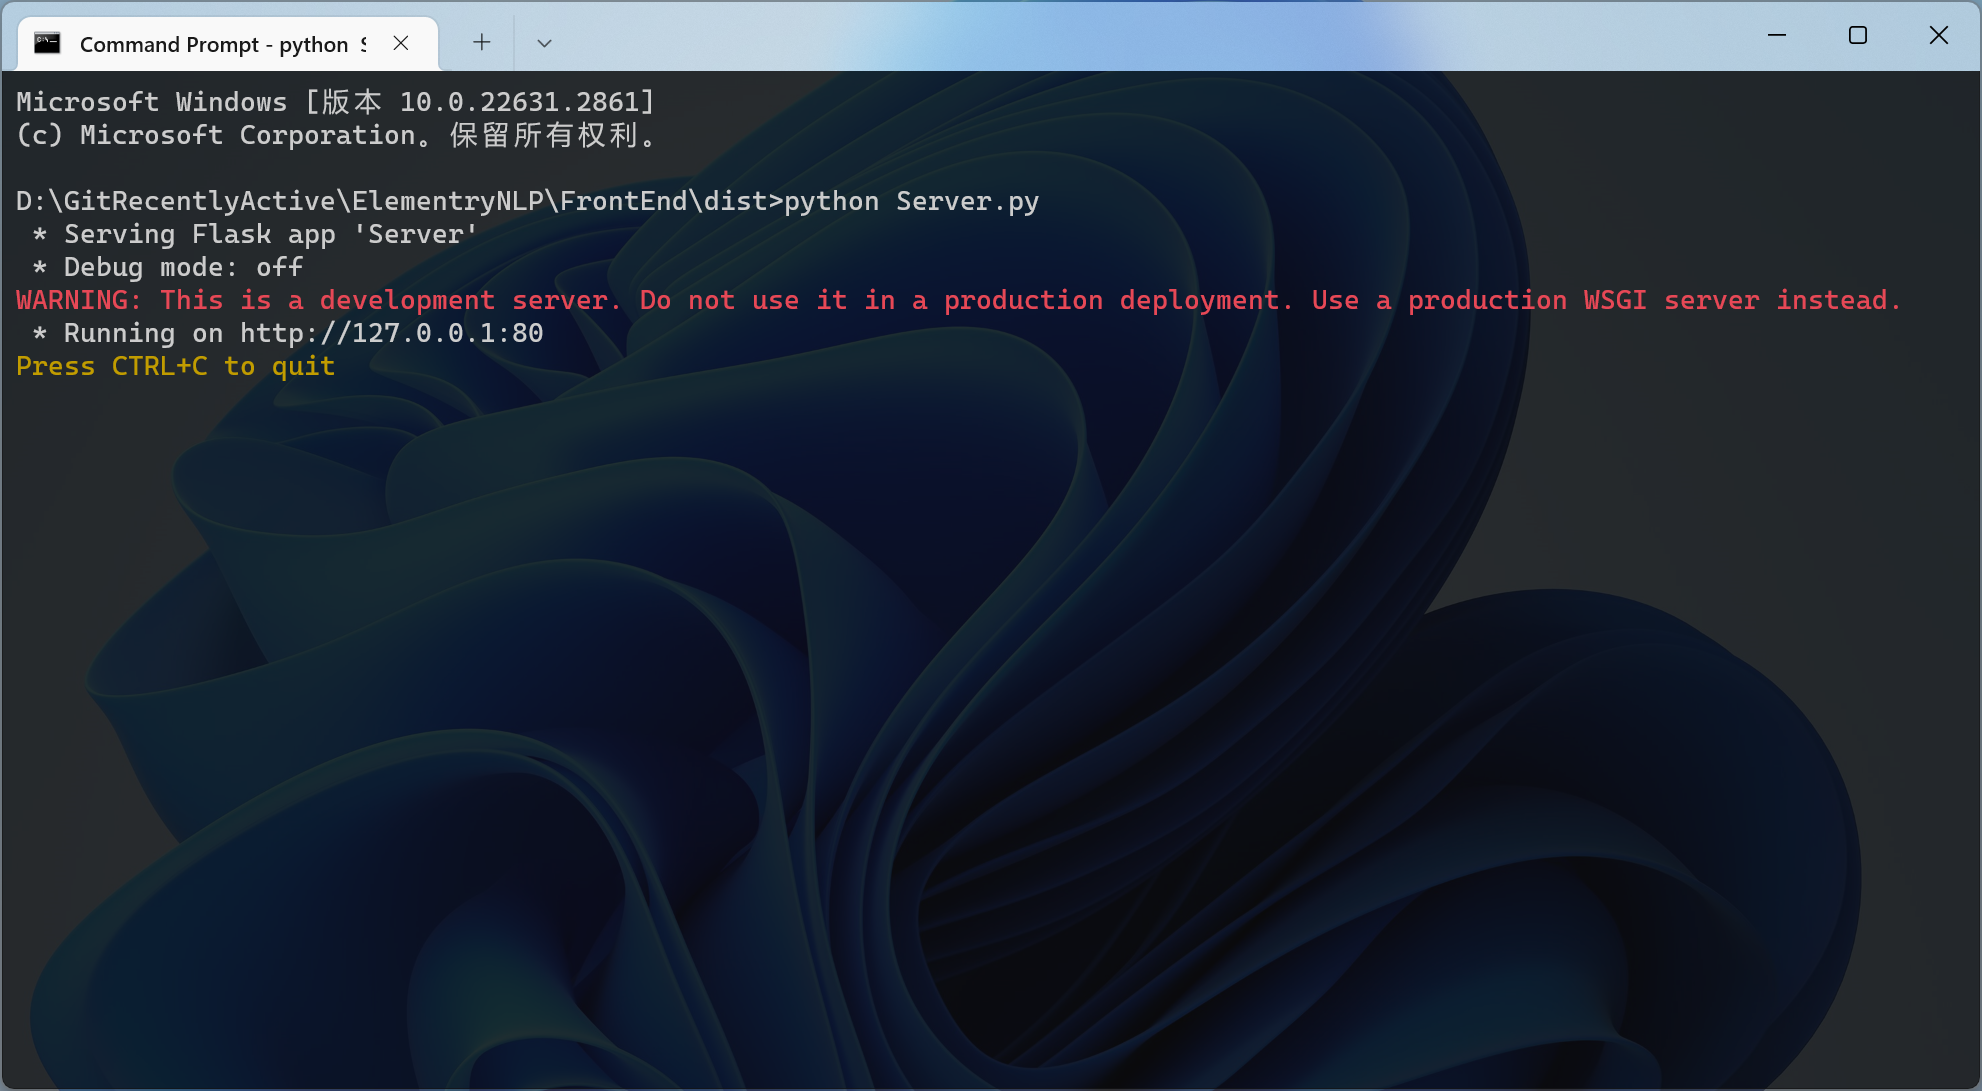 Command Prompt - python
Microsoft Windows [版本 10.0.22631.2861]
(c) Microsoft Corporation。保留所有权利。
D:\GitRecentlyActive\ElementryNLP\FrontEnd\dist>python Server.py
* Serving Flask app 'Server'
* Debug mode: off
WARNING: This is a development server. Do not use it in a production deployment. Use a production WSGI server instead.
* Running on http://127.0.0.1:80
Press CTRL+C to quit